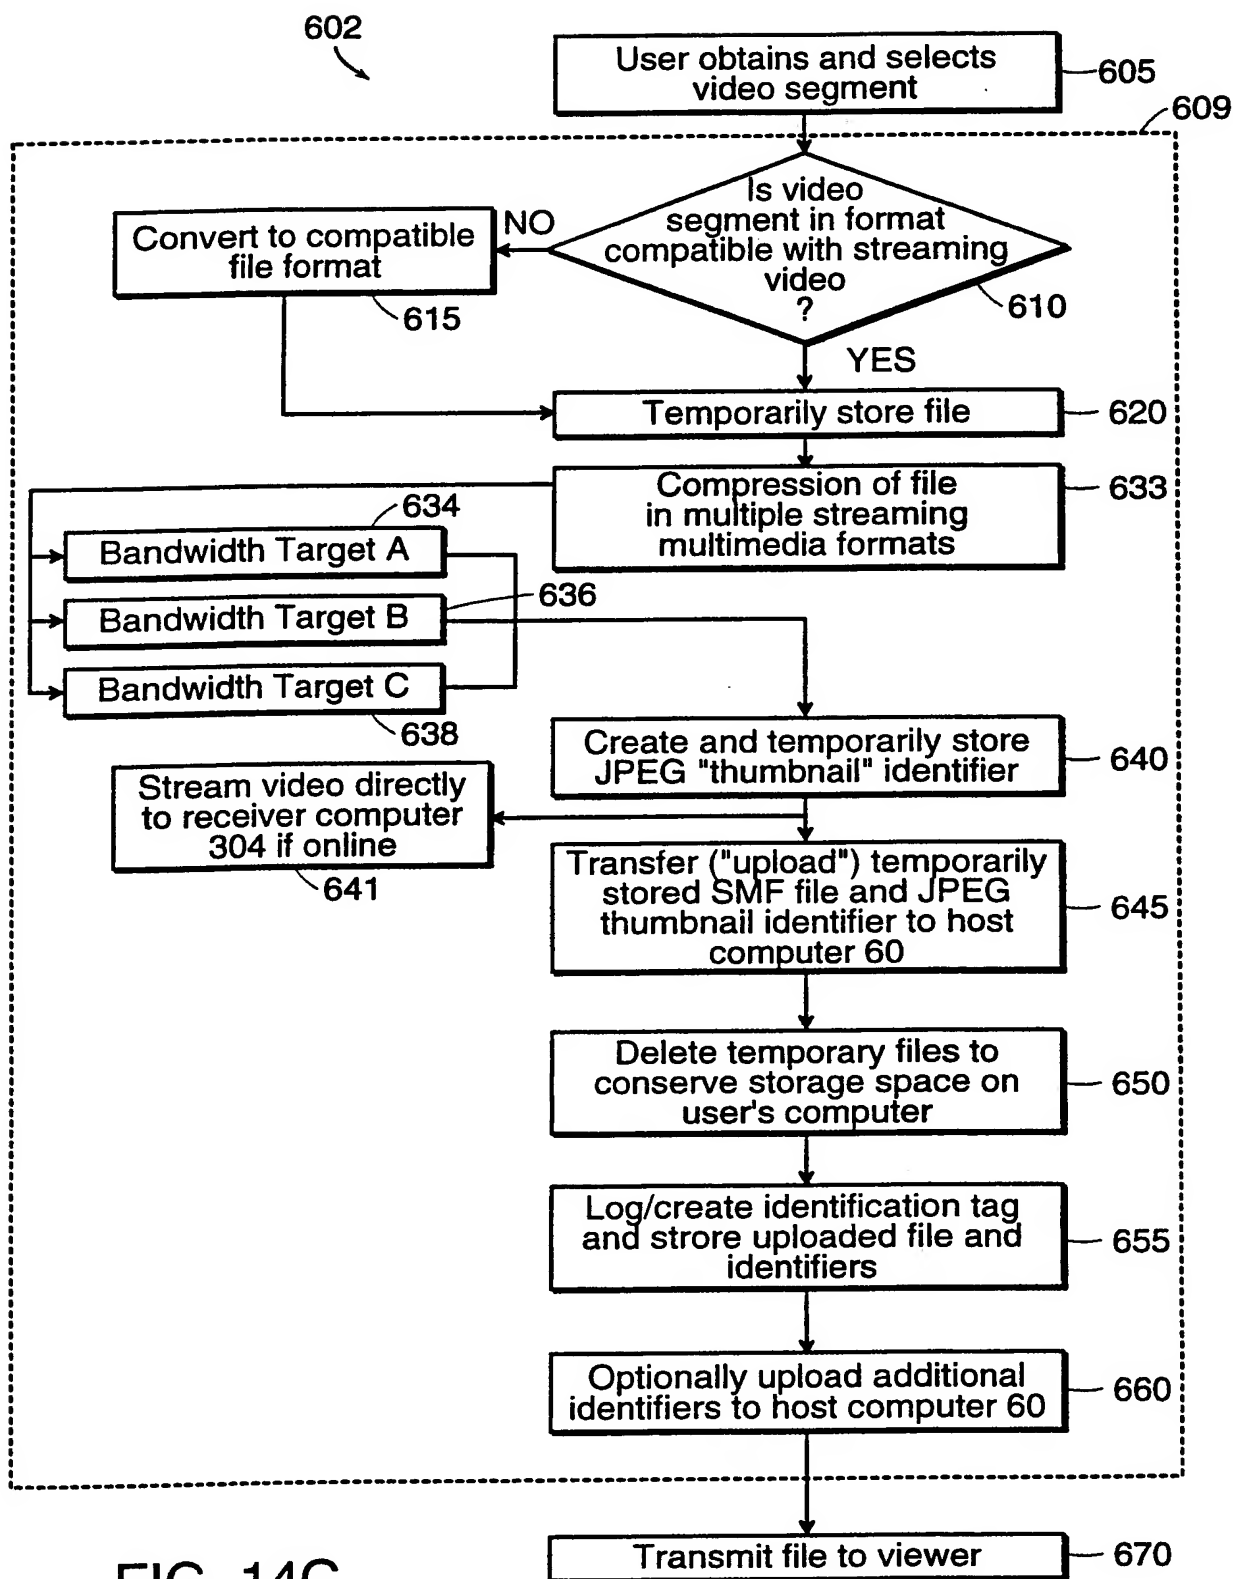 602
User obtains and selects
video segment
605
609
Is video
segment in format
compatible with streaming
video
?
610
NO
Convert to compatible
file format
615
YES
Temporarily store file
620
Compression of file
in multiple streaming
multimedia formats
633
634
Bandwidth Target A
636
Bandwidth Target B
Bandwidth Target C
638
Create and temporarily store
JPEG "thumbnail" identifier
640
Stream video directly
to receiver computer
304 if online
641
Transfer ("upload") temporarily
stored SMF file and JPEG
thumbnail identifier to host
computer 60
645
Delete temporary files to
conserve storage space on
user's computer
650
Log/create identification tag
and strore uploaded file and
identifiers
655
Optionally upload additional
identifiers to host computer 60
660
Transmit file to viewer
670
FIG. 14C